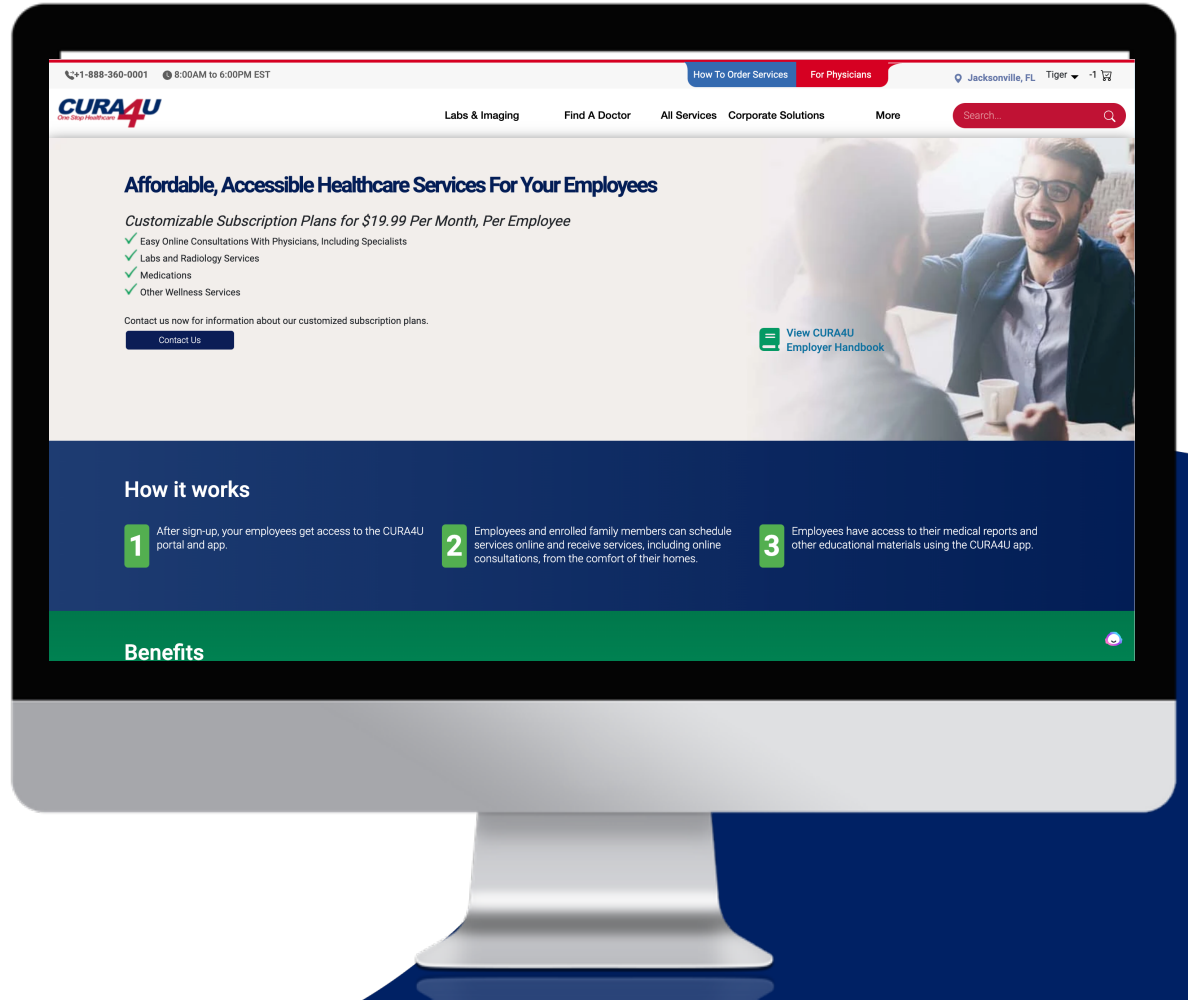 +1-888-360-0001 8:00AM to 6:00PM EST How To Order Services For Physicians Jacksonville, FL Tiger -1
CURA4U
One Stop Healthcare
Labs & Imaging Find A Doctor All Services Corporate Solutions More Search...
Affordable, Accessible Healthcare Services For Your Employees
Customizable Subscription Plans for $19.99 Per Month, Per Employee
Easy Online Consultations With Physicians, Including Specialists
Labs and Radiology Services
Medications
Other Wellness Services
Contact us now for information about our customized subscription plans.
Contact Us
View CURA4U
Employer Handbook
How it works
1
After sign-up, your employees get access to the CURA4U
portal and app.
2
Employees and enrolled family members can schedule
services online and receive services, including online
consultations, from the comfort of their homes.
3
Employees have access to their medical reports and
other educational materials using the CURA4U app.
Benefits